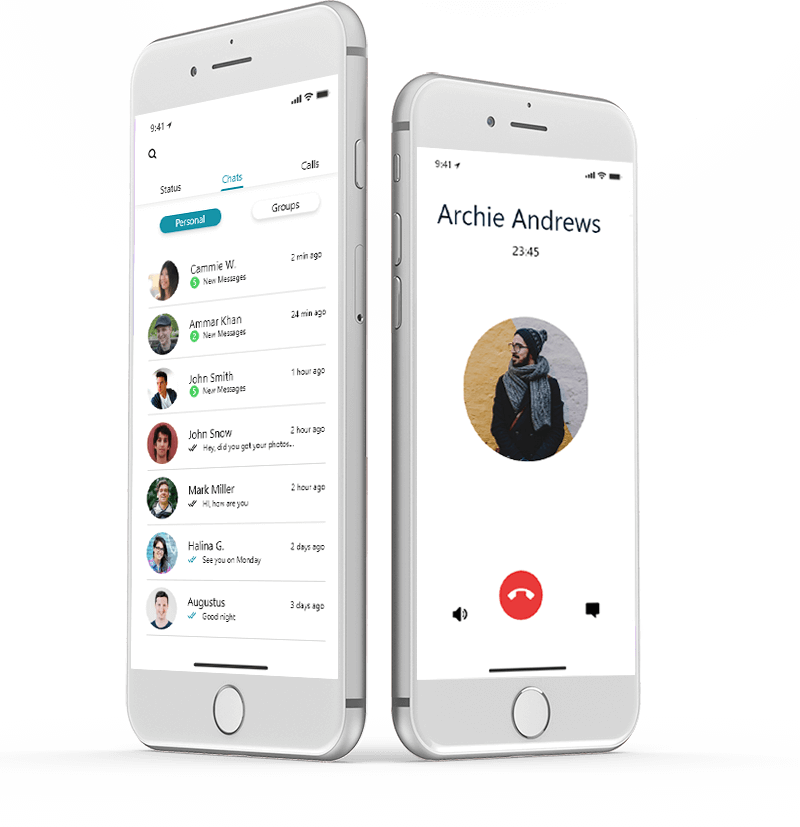 9:41
Status Chats Calls
Personal Groups
Cammie W. 2 min ago
5 New Messages
Ammar Khan 24 min ago
2 New Messages
John Smith 1 hour ago
5 New Messages
John Snow 2 hour ago
Hey, did you get your photos...
Mark Miller 2 hour ago
Hi, how are you
Halina G. 2 days ago
See you on Monday
Augustus 3 days ago
Good night
9:41
Archie Andrews
23:45